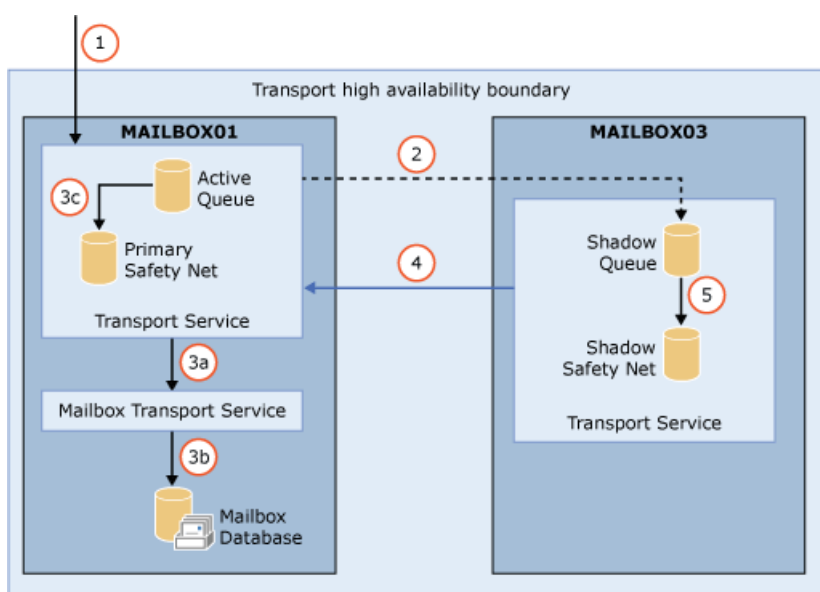 1
Transport high availability boundary
MAILBOX01
MAILBOX03
2
3c
Active
Queue
Primary
Safety Net
Transport Service
4
Shadow
Queue
5
Shadow
Safety Net
Transport Service
3a
Mailbox Transport Service
3b
Mailbox
Database